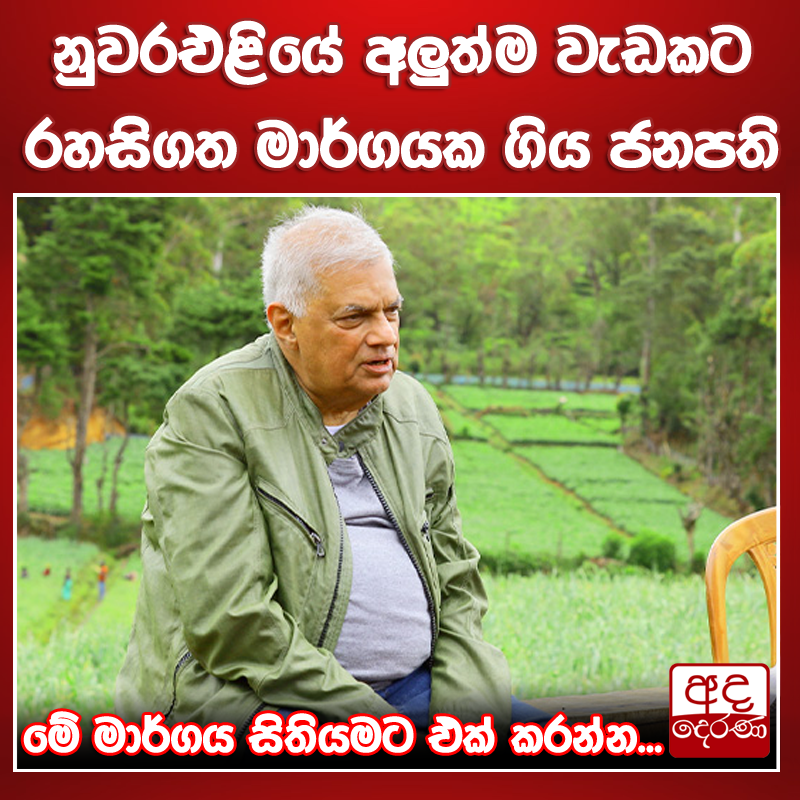 නුවරඑළියේ අලුත්ම වැඩකට
රහසිගත මාර්ගයක ගිය ජනපති
මේ මාර්ගය සිතියමට එක් කරන්න...
අද
දෙරණ